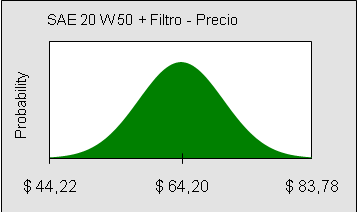 SAE 20 W50 + Filtro - Precio
Probability
$ 44,22
$ 64,20
$ 83,78